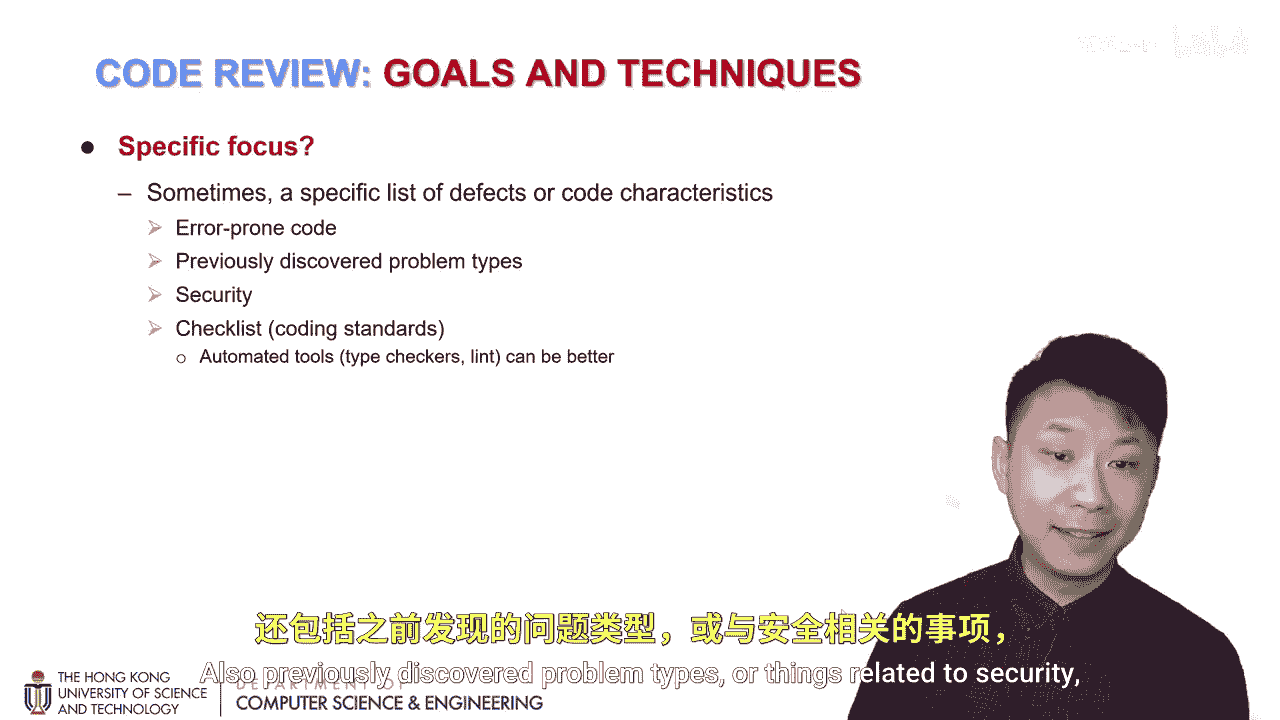 CODE REVIEW: GOALS AND TECHNIQUES
● Specific focus?
– Sometimes, a specific list of defects or code characteristics
➢ Error-prone code
➢ Previously discovered problem types
➢ Security
➢ Checklist (coding standards)
○ Automated tools (type checkers, lint) can be better
还包括之前发现的问题类型，或与安全相关的事项，
Also previously discovered problem types, or things related to security,
THE HONG KONG
UNIVERSITY OF SCIENCE
AND TECHNOLOGY
DEPARTMENT OF
COMPUTER SCIENCE & ENGINEERING